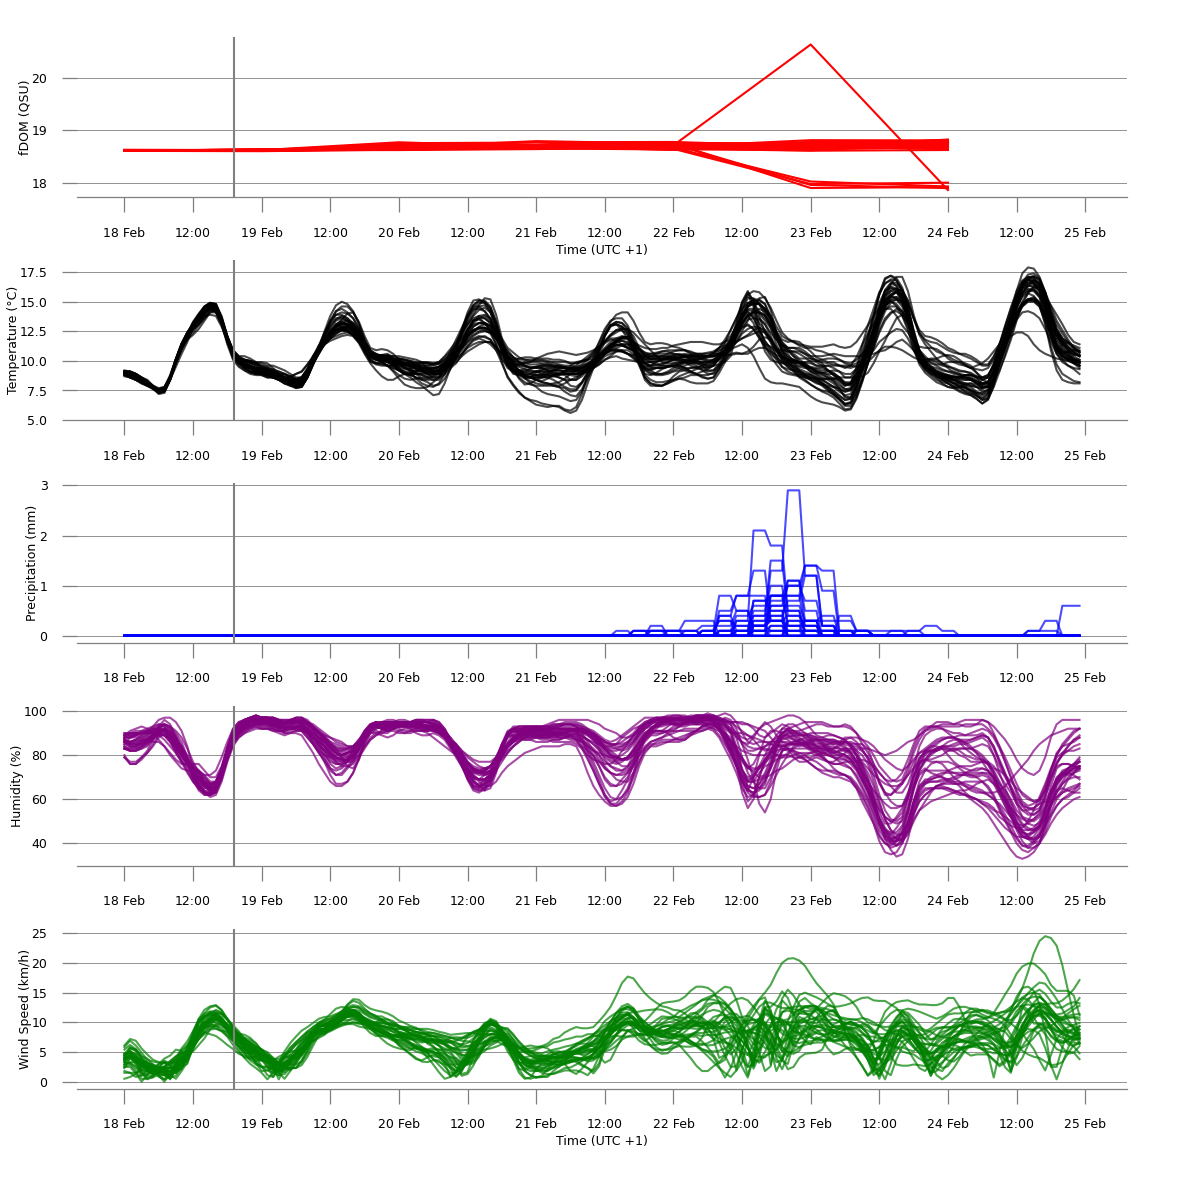 fDOM (QSU)
20
19
18
18 Feb 12:00 19 Feb 12:00 20 Feb 12:00 21 Feb 12:00 22 Feb 12:00 23 Feb 12:00 24 Feb 12:00 25 Feb
Time (UTC +1)
Temperature (°C)
17.5
15.0
12.5
10.0
7.5
5.0
18 Feb 12:00 19 Feb 12:00 20 Feb 12:00 21 Feb 12:00 22 Feb 12:00 23 Feb 12:00 24 Feb 12:00 25 Feb
Precipitation (mm)
3
2
1
0
18 Feb 12:00 19 Feb 12:00 20 Feb 12:00 21 Feb 12:00 22 Feb 12:00 23 Feb 12:00 24 Feb 12:00 25 Feb
Humidity (%)
100
80
60
40
18 Feb 12:00 19 Feb 12:00 20 Feb 12:00 21 Feb 12:00 22 Feb 12:00 23 Feb 12:00 24 Feb 12:00 25 Feb
Wind Speed (km/h)
25
20
15
10
5
0
18 Feb 12:00 19 Feb 12:00 20 Feb 12:00 21 Feb 12:00 22 Feb 12:00 23 Feb 12:00 24 Feb 12:00 25 Feb
Time (UTC +1)